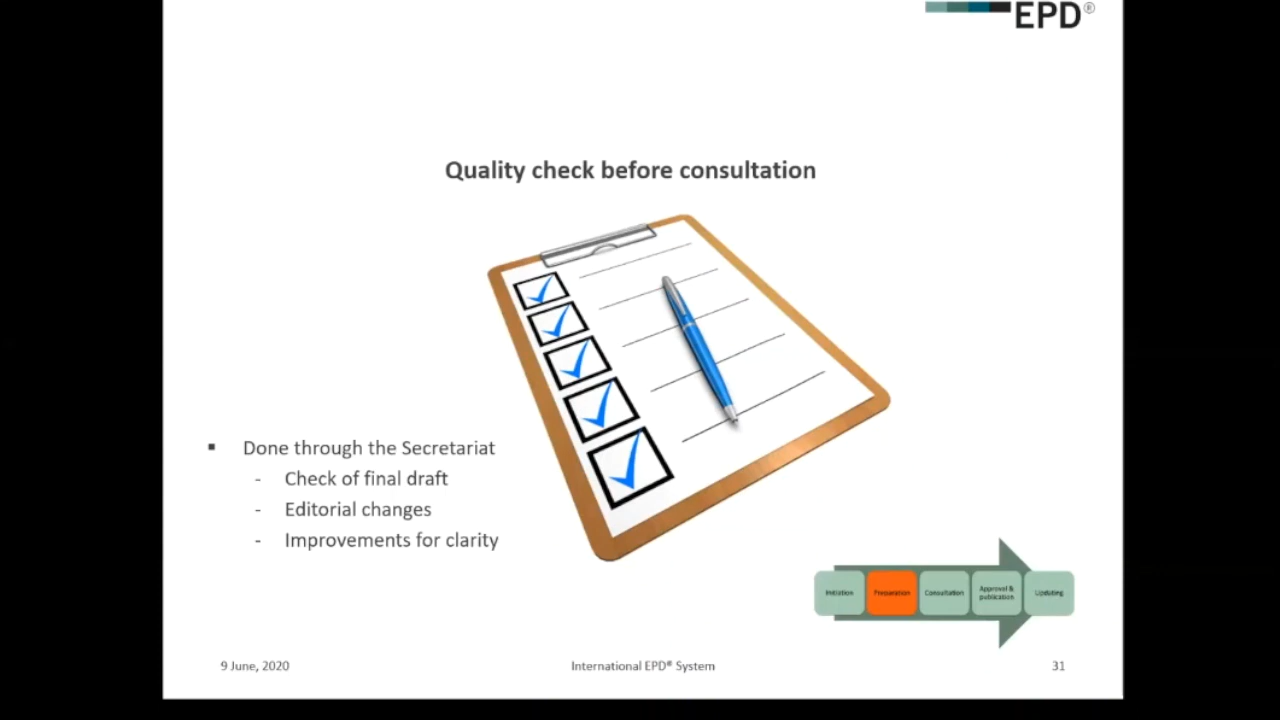 EPD®
Quality check before consultation
▪ Done through the Secretariat
- Check of final draft
- Editorial changes
- Improvements for clarity
Initiation
Preparation
Consultation
Approval &
publication
Updating
9 June, 2020
International EPD® System
31